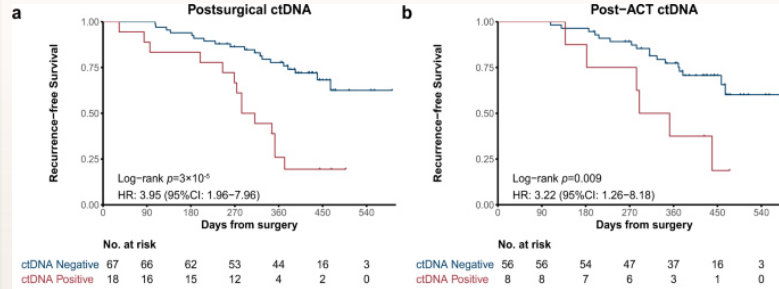 a
Postsurgical ctDNA
Recurrence-free Survival
1.00
0.75
0.50
0.25
0.00
Log-rank p=3×10-5
HR: 3.95 (95%CI: 1.96-7.96)
0 90 180 270 360 450 540
Days from surgery
No. at risk
ctDNA Negative 67 66 62 53 44 16 3
ctDNA Positive 18 16 15 12 4 2 0
b
Post-ACT ctDNA
Recurrence-free Survival
1.00
0.75
0.50
0.25
0.00
Log-rank p=0.009
HR: 3.22 (95%CI: 1.26-8.18)
0 90 180 270 360 450 540
Days from surgery
No. at risk
ctDNA Negative 56 56 54 47 37 16 3
ctDNA Positive 8 8 7 6 3 1 0